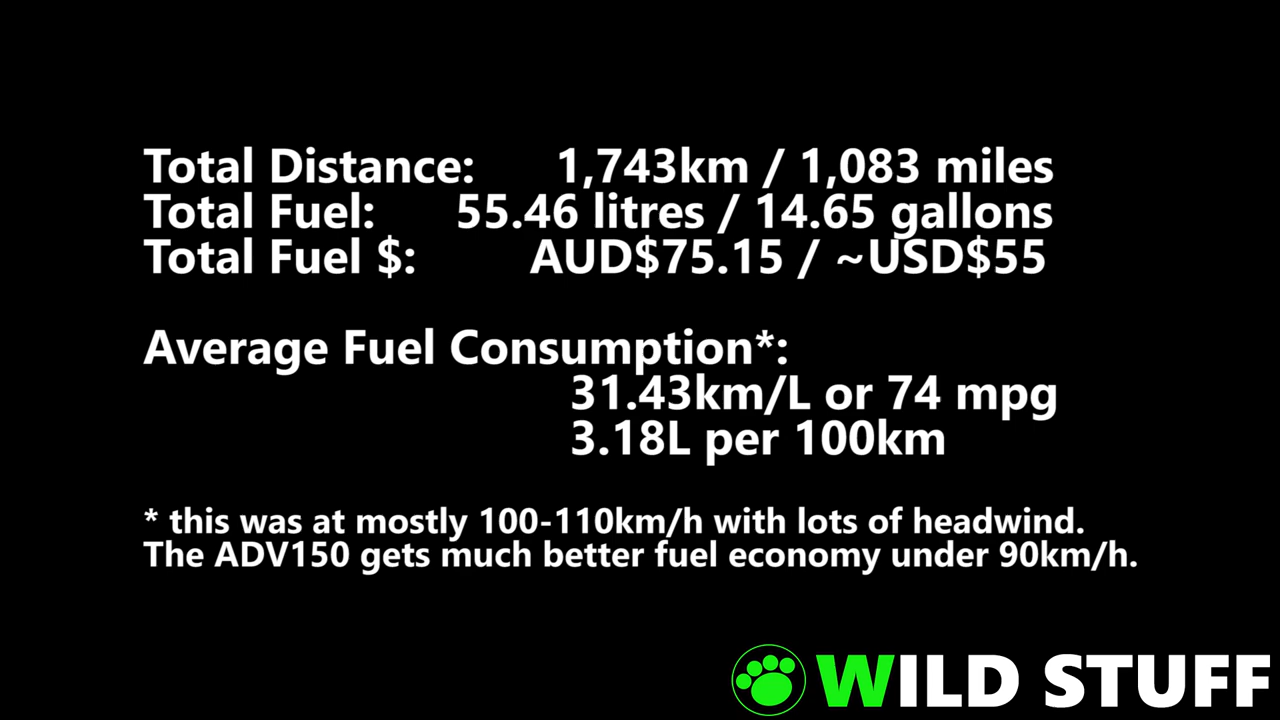 Total Distance: 1,743km / 1,083 miles
Total Fuel: 55.46 litres / 14.65 gallons
Total Fuel $: AUD$75.15 / ~USD$55
Average Fuel Consumption*:
31.43km/L or 74 mpg
3.18L per 100km
* this was at mostly 100-110km/h with lots of headwind.
The ADV150 gets much better fuel economy under 90km/h.
WILD STUFF